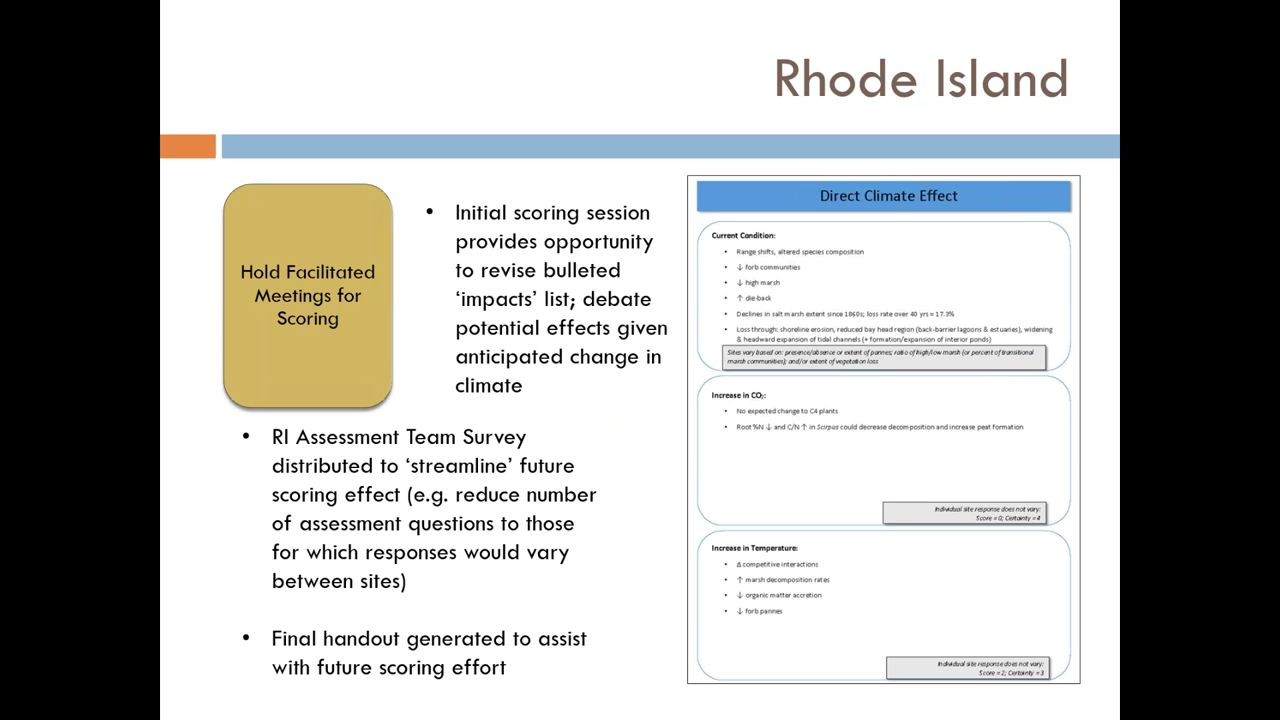 Rhode Island
Hold Facilitated
Meetings for
Scoring
• Initial scoring session
provides opportunity
to revise bulleted
‘impacts’ list; debate
potential effects given
anticipated change in
climate
• RI Assessment Team Survey
distributed to ‘streamline’ future
scoring effect (e.g. reduce number
of assessment questions to those
for which responses would vary
between sites)
• Final handout generated to assist
with future scoring effort
Direct Climate Effect
Current Condition:
• Range shifts, altered species composition
• ↓ forb communities
• ↓ high marsh
• ↑ die-back
• Declines in salt marsh extent since 1860s; loss rate over 40 yrs = 17.3%
• Loss through: shoreline erosion, reduced bay head region (back-barrier lagoons & estuaries), widening
& headward expansion of tidal channels (+ formation/expansion of interior ponds)
Sites vary based on: presence/absence or extent of pannes; ratio of high/low marsh (or percent of transitional
marsh communities); and/or extent of vegetation loss
Increase in CO₂:
• No expected change to C4 plants
• Root %N ↓ and C/N ↑ in Scirpus could decrease decomposition and increase peat formation
Individual site response does not vary:
Score = 0; Certainty = 4
Increase in Temperature:
• Δ competitive interactions
• ↑ marsh decomposition rates
• ↓ organic matter accretion
• ↓ forb pannes
Individual site response does not vary:
Score = 2; Certainty = 3